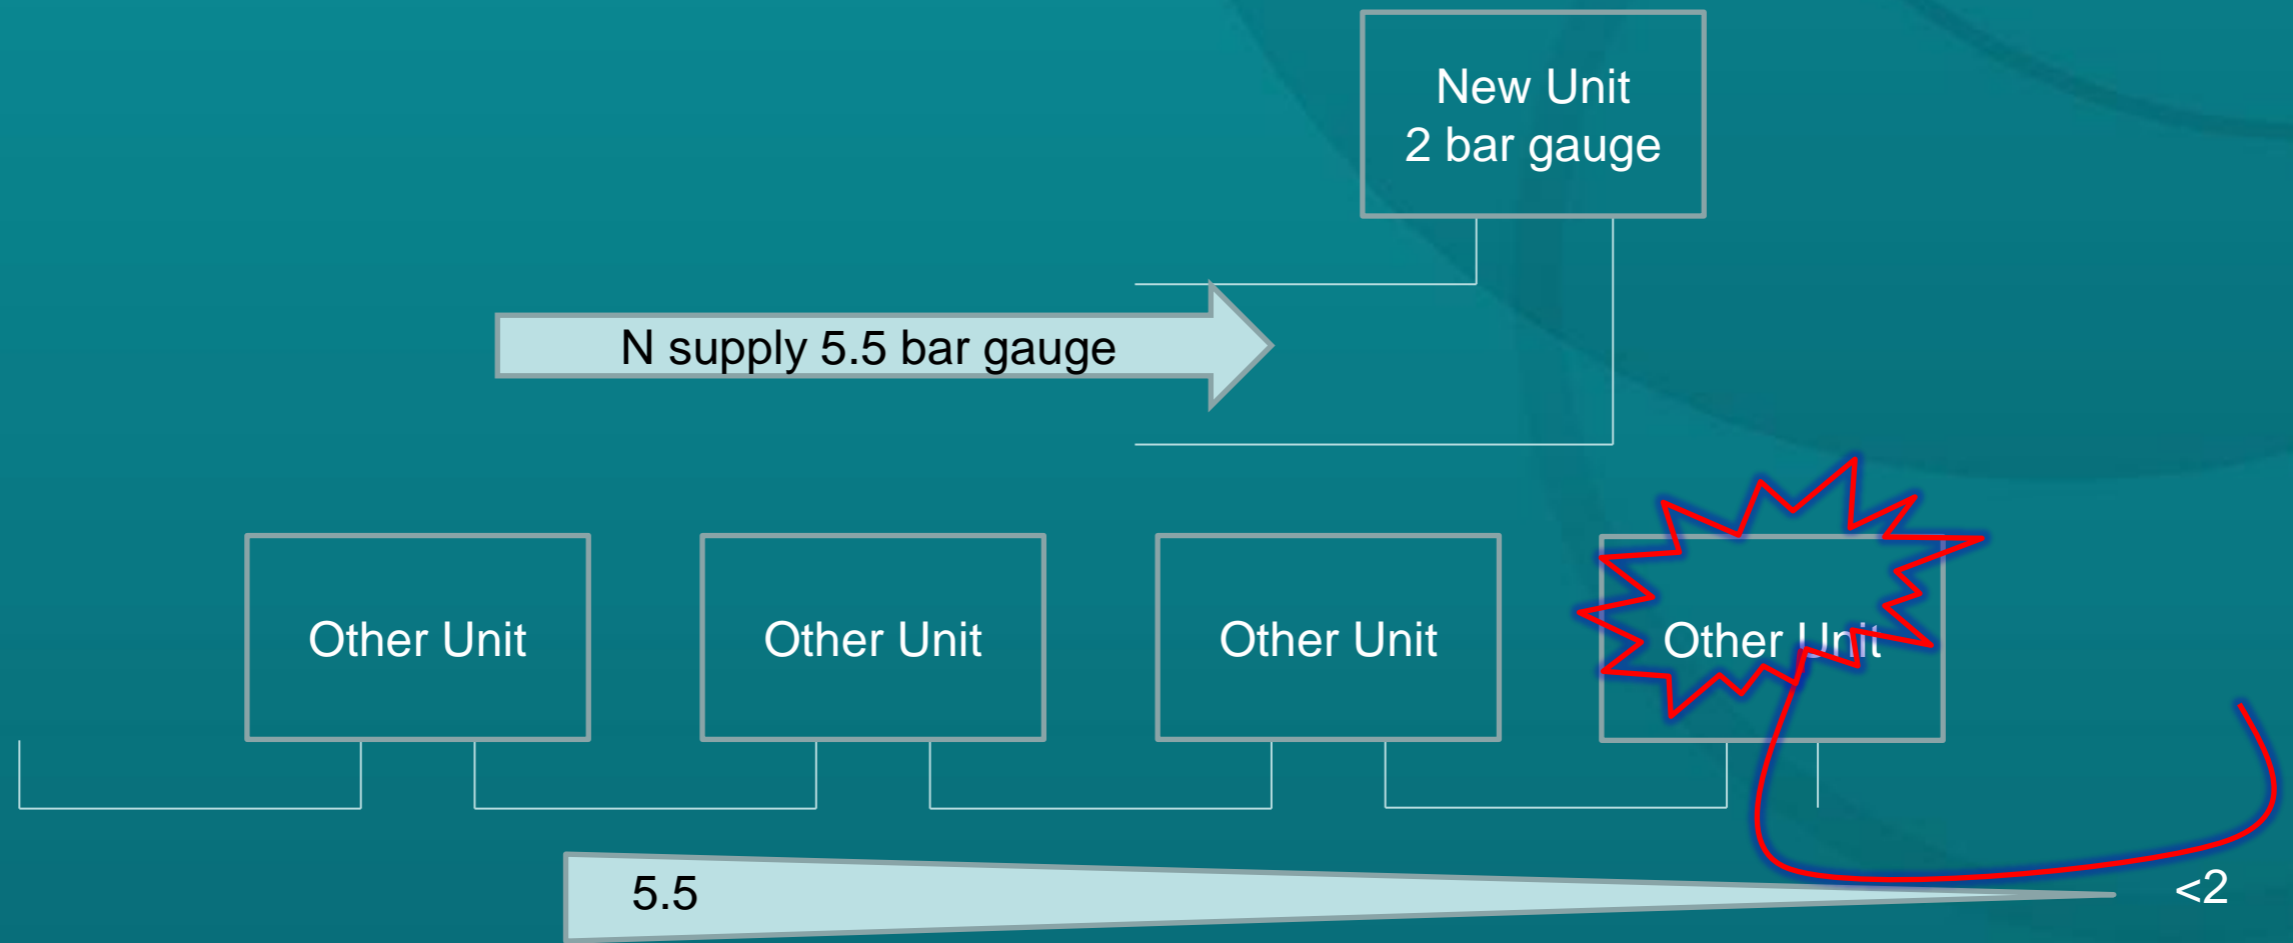 New Unit
2 bar gauge
N supply 5.5 bar gauge
Other Unit
Other Unit
Other Unit
Other Unit
5.5
<2